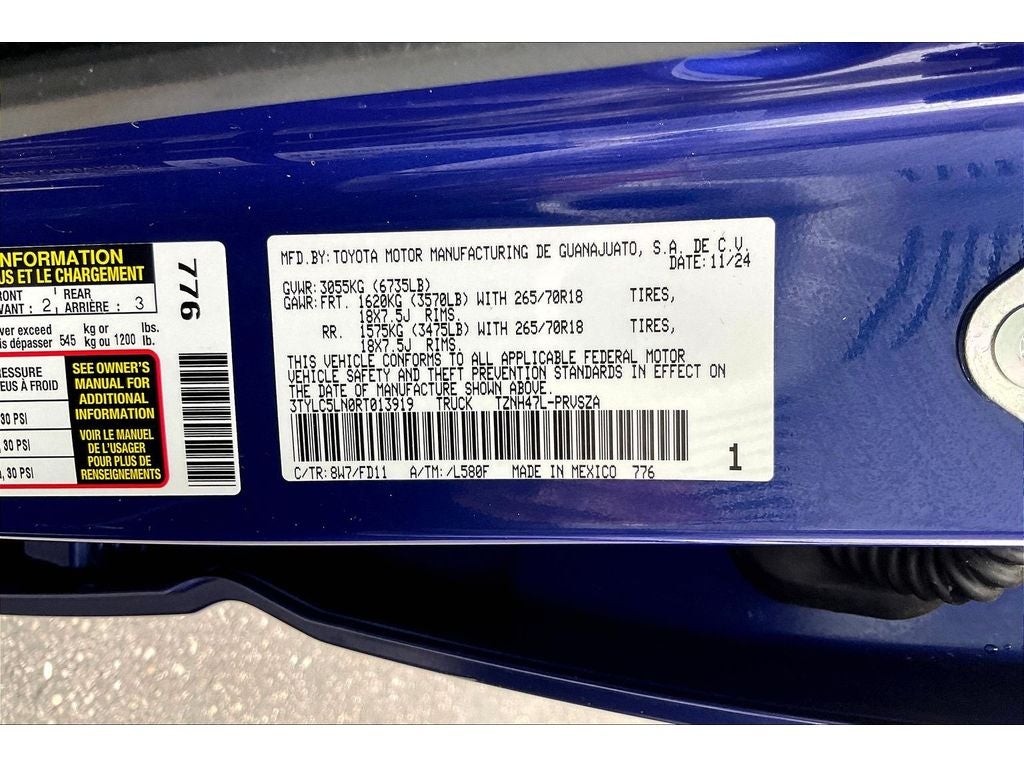 INFORMATION
US ET LE CHARGEMENT
FRONT 2 REAR 3
VANT : ARRIÈRE :
ver exceed 545 kg or 1200 lbs.
is dépasser kg ou lb.
RESSURE
EUS À FROID
30 PSI
, 30 PSI
, 30 PSI
SEE OWNER'S
MANUAL FOR
ADDITIONAL
INFORMATION
VOIR LE MANUEL
DE L'USAGER
POUR PLUS DE
RENSEIGNEMENTS
776
MFD.BY:TOYOTA MOTOR MANUFACTURING DE GUANAJUATO, S.A. DE C.V.
DATE:11/24
GVWR:3055KG (6735LB)
GAWR:FRT. 1620KG (3570LB) WITH 265/70R18 TIRES,
18X7.5J RIMS.
RR. 1575KG (3475LB) WITH 265/70R18 TIRES,
18X7.5J RIMS.
THIS VEHICLE CONFORMS TO ALL APPLICABLE FEDERAL MOTOR
VEHICLE SAFETY AND THEFT PREVENTION STANDARDS IN EFFECT ON
THE DATE OF MANUFACTURE SHOWN ABOVE.
3TYLC5LN0RT013919 TRUCK TZNH47L-PRVSZA
C/TR:8W7/FD11 A/TM:/L580F MADE IN MEXICO 776
1